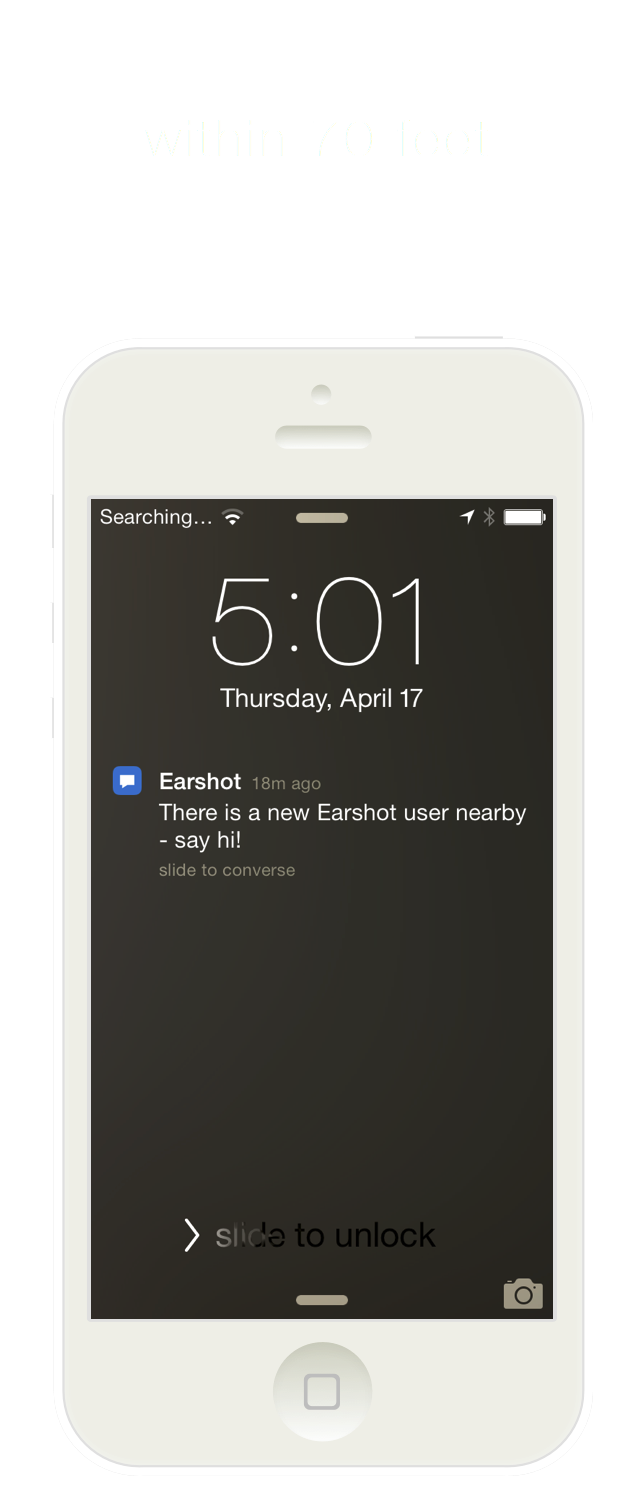 within 70 feet
Searching...
5:01
Thursday, April 17
Earshot 18m ago
There is a new Earshot user nearby
- say hi!
slide to converse
slide to unlock